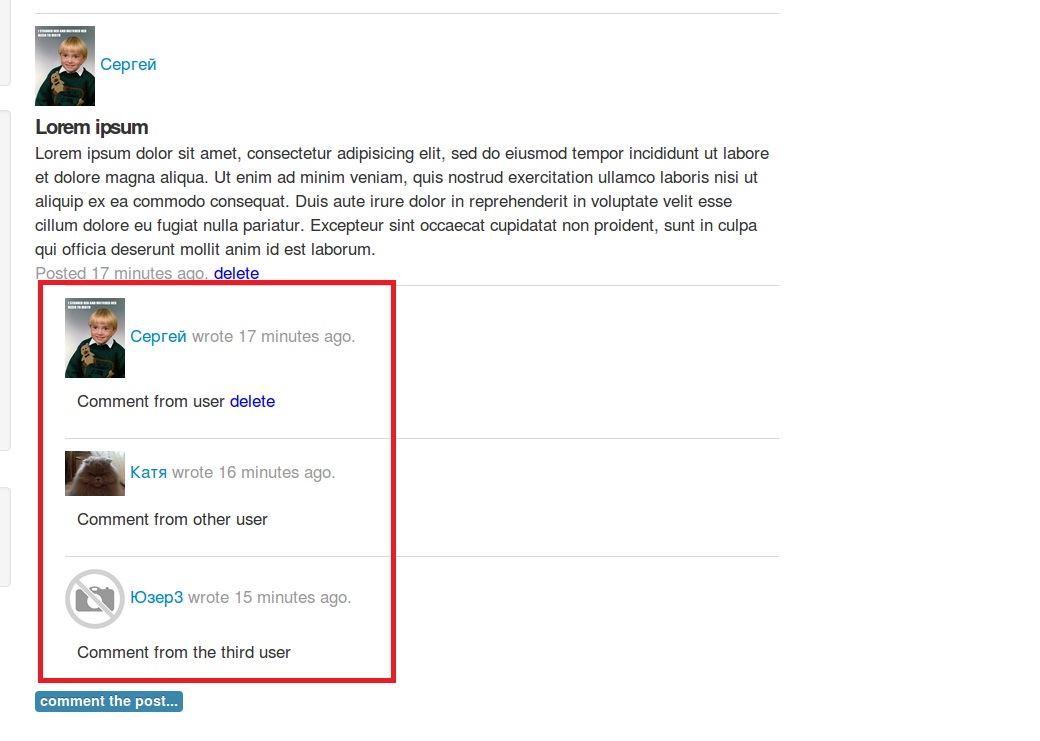 Сергей
Lorem ipsum
Lorem ipsum dolor sit amet, consectetur adipisicing elit, sed do eiusmod tempor incididunt ut labore
et dolore magna aliqua. Ut enim ad minim veniam, quis nostrud exercitation ullamco laboris nisi ut
aliquip ex ea commodo consequat. Duis aute irure dolor in reprehenderit in voluptate velit esse
cillum dolore eu fugiat nulla pariatur. Excepteur sint occaecat cupidatat non proident, sunt in culpa
qui officia deserunt mollit anim id est laborum.
Posted 17 minutes ago. delete
Сергей wrote 17 minutes ago.
Comment from user delete
Катя wrote 16 minutes ago.
Comment from other user
Юзер3 wrote 15 minutes ago.
Comment from the third user
comment the post...